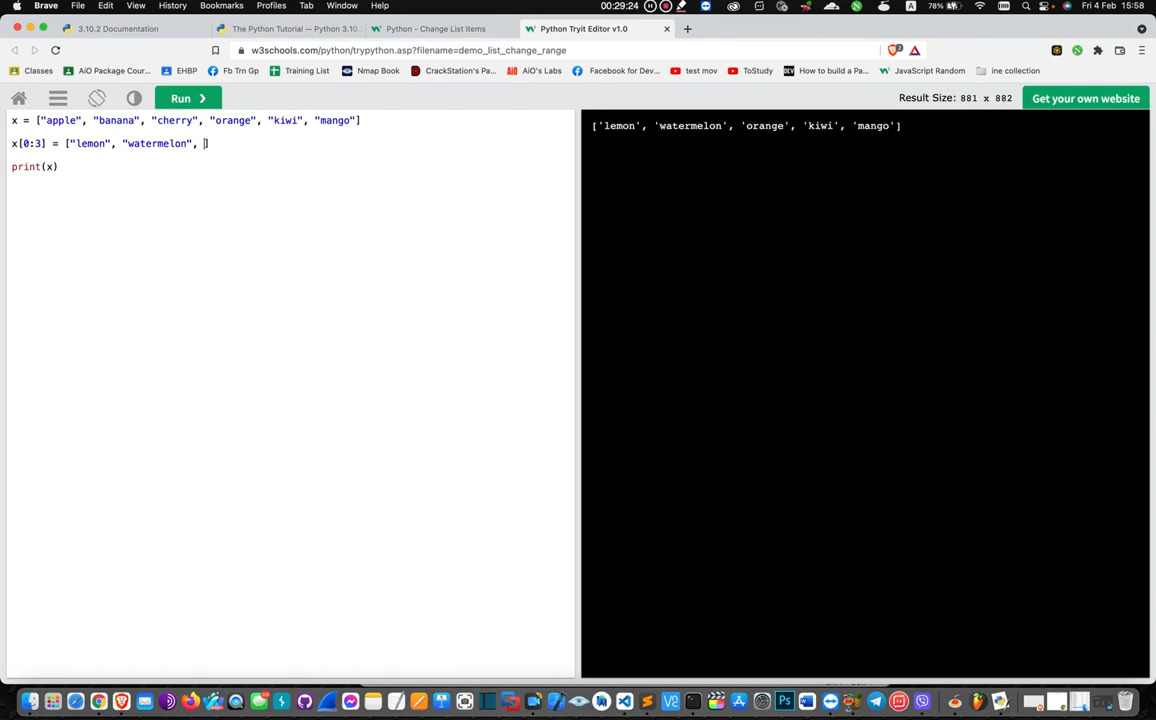 Brave File Edit View History Bookmarks Profiles Tab Window Help 00:29:24 A 78% Fri 4 Feb 15:58
3.10.2 Documentation The Python Tutorial — Python 3.10. Python - Change List Items Python Tryit Editor v1.0
w3schools.com/python/trypython.asp?filename=demo_list_change_range
Classes AiO Package Cour... EHBP Fb Trn Gp Training List Nmap Book CrackStation's Pa... AIO AiO's Labs Facebook for Dev... test mov ToStudy DEV How to build a Pa... JavaScript Random ine collection
Run ❯ Result Size: 881 x 882 Get your own website
x = ["apple", "banana", "cherry", "orange", "kiwi", "mango"]
x[0:3] = ["lemon", "watermelon", ]
print(x)
['lemon', 'watermelon', 'orange', 'kiwi', 'mango']